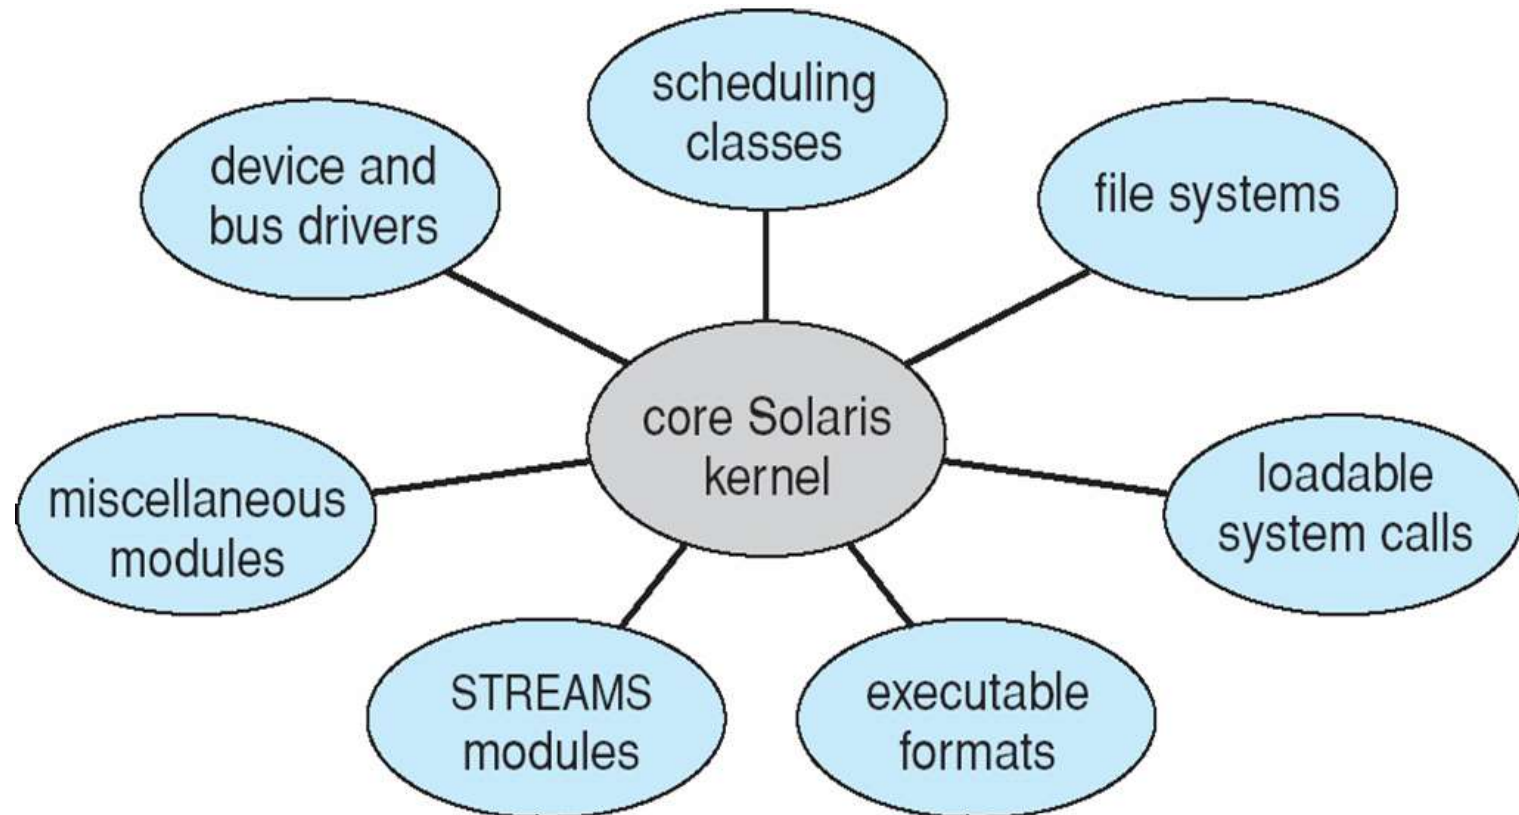 scheduling
classes
device and
bus drivers
file systems
core Solaris
kernel
miscellaneous
modules
loadable
system calls
STREAMS
modules
executable
formats